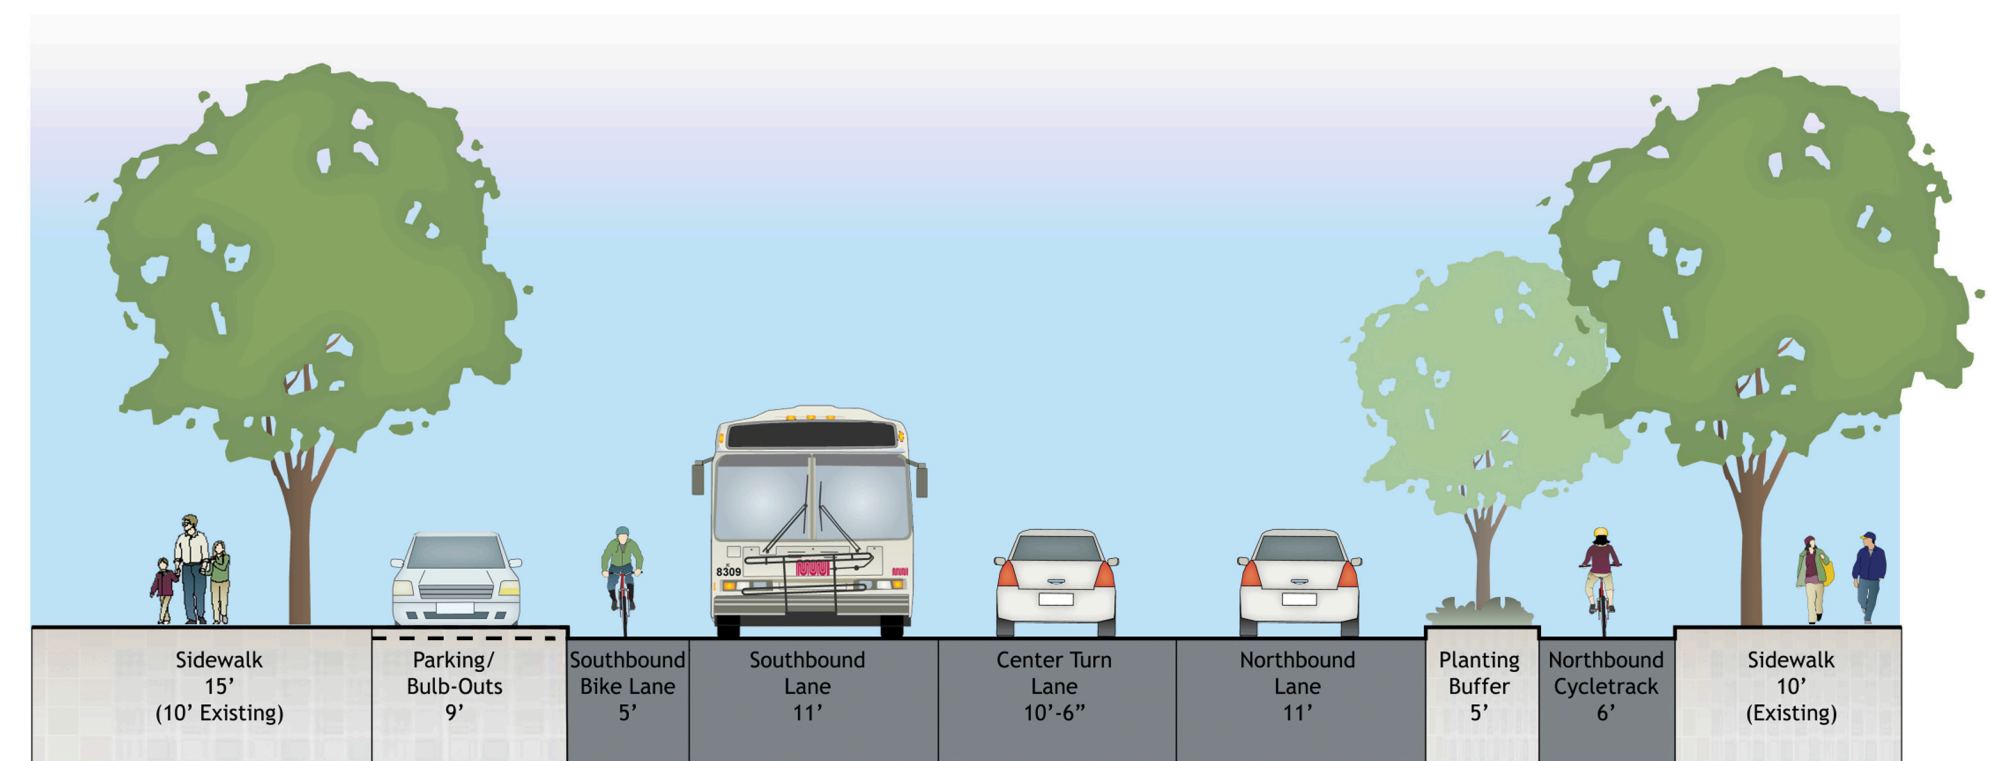 8309
Sidewalk
15’
(10’ Existing)
Parking/
Bulb-Outs
9’
Southbound
Bike Lane
5’
Southbound
Lane
11’
Center Turn
Lane
10’-6”
Northbound
Lane
11’
Planting
Buffer
5’
Northbound
Cycletrack
6’
Sidewalk
10’
(Existing)